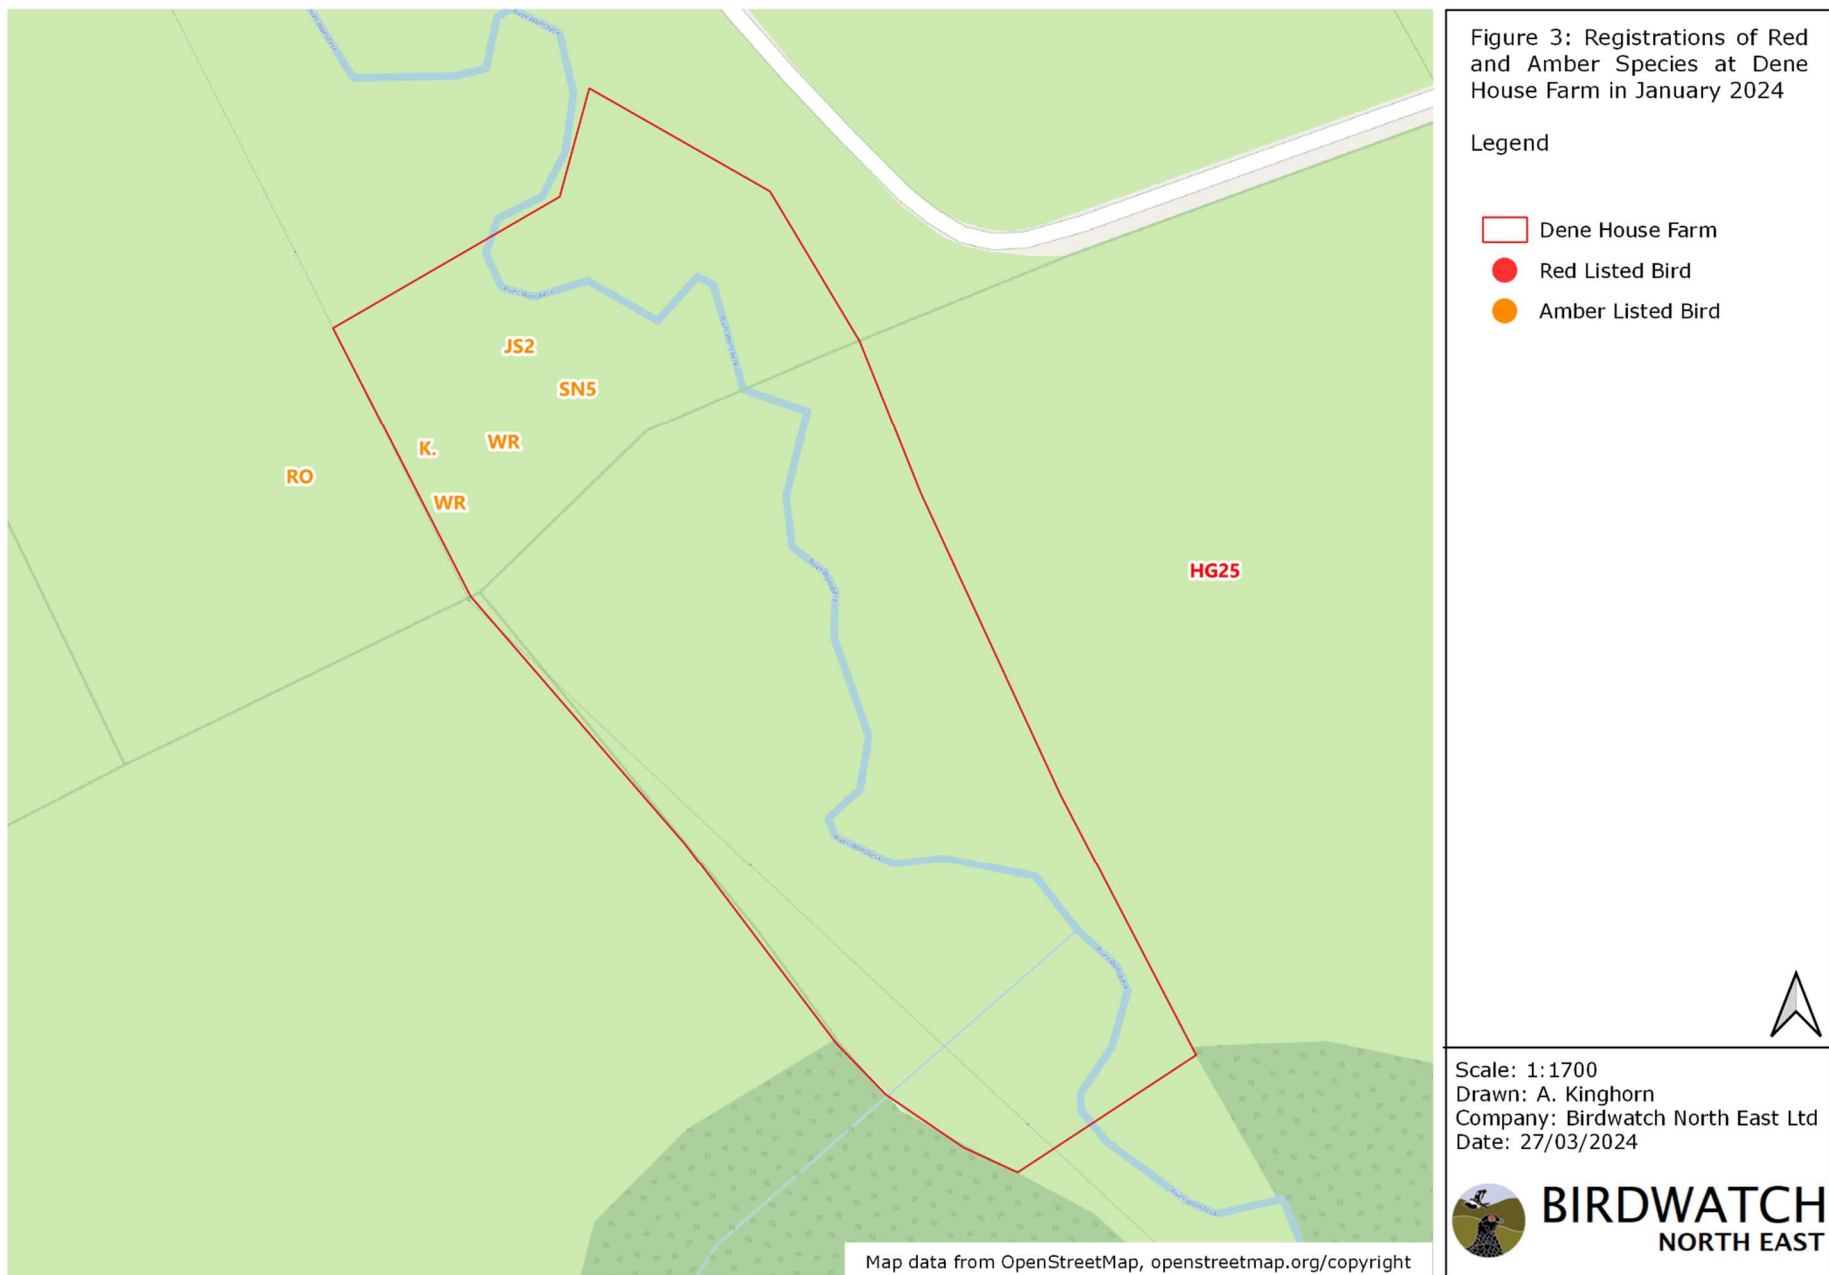 Figure 3: Registrations of Red
and Amber Species at Dene
House Farm in January 2024
Legend
Dene House Farm
Red Listed Bird
Amber Listed Bird
JS2
SN5
WR
K.
RO
WR
HG25
Scale: 1:1700
Drawn: A. Kinghorn
Company: Birdwatch North East Ltd
Date: 27/03/2024
BIRDWATCH
NORTH EAST
Map data from OpenStreetMap, openstreetmap.org/copyright